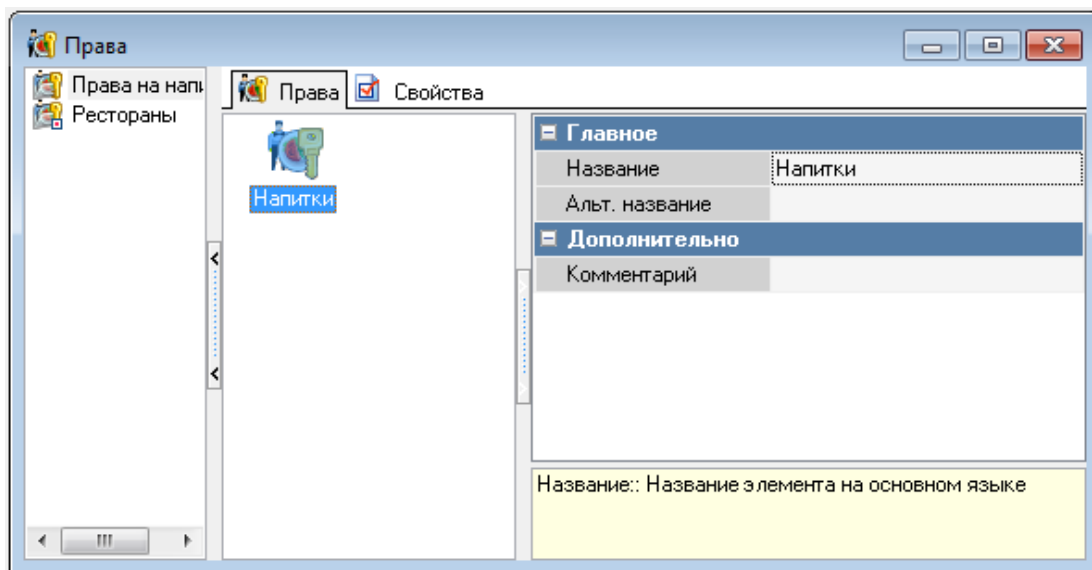 Права
Права на напи
Рестораны
Права
Свойства
Напитки
Главное
Название Напитки
Альт. название
Дополнительно
Комментарий
Название:: Название элемента на основном языке